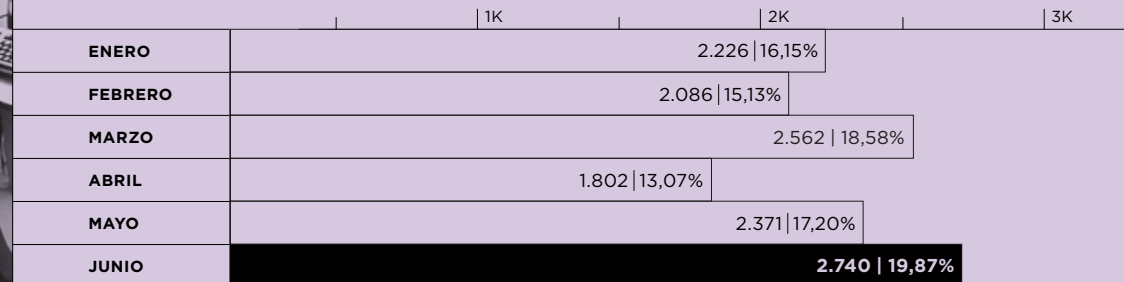 1K 2K 3K
ENERO 2.226|16,15%
FEBRERO 2.086|15,13%
MARZO 2.562 | 18,58%
ABRIL 1.802|13,07%
MAYO 2.371|17,20%
JUNIO 2.740 | 19,87%